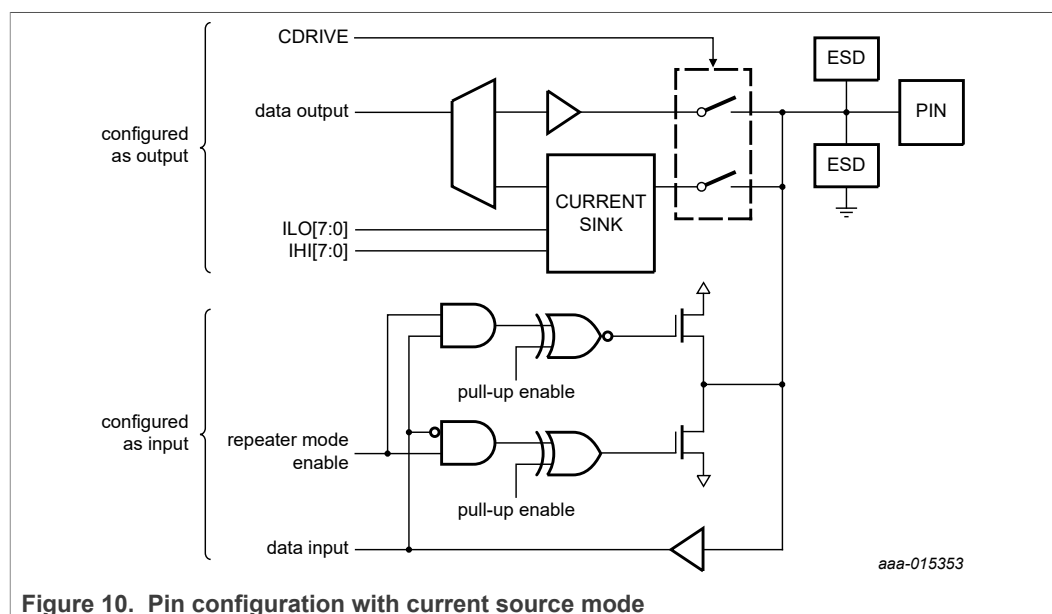 CDRIVE
ESD
data output
PIN
configured
as output
ESD
CURRENT
SINK
ILO[7:0]
IHI[7:0]
pull-up enable
configured
as input
repeater mode
enable
pull-up enable
data input
aaa-015353
Figure 10. Pin configuration with current source mode